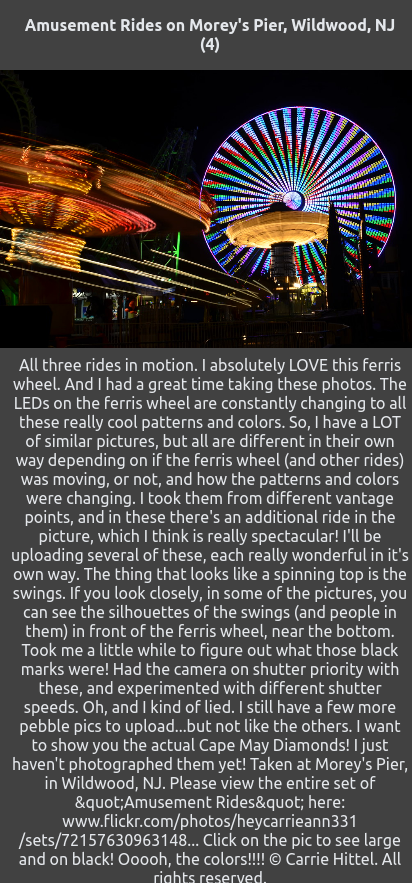 Amusement Rides on Morey's Pier, Wildwood, NJ
(4)
All three rides in motion. I absolutely LOVE this ferris
wheel. And I had a great time taking these photos. The
LEDs on the ferris wheel are constantly changing to all
these really cool patterns and colors. So, I have a LOT
of similar pictures, but all are different in their own
way depending on if the ferris wheel (and other rides)
was moving, or not, and how the patterns and colors
were changing. I took them from different vantage
points, and in these there's an additional ride in the
picture, which I think is really spectacular! I'll be
uploading several of these, each really wonderful in it's
own way. The thing that looks like a spinning top is the
swings. If you look closely, in some of the pictures, you
can see the silhouettes of the swings (and people in
them) in front of the ferris wheel, near the bottom.
Took me a little while to figure out what those black
marks were! Had the camera on shutter priority with
these, and experimented with different shutter
speeds. Oh, and I kind of lied. I still have a few more
pebble pics to upload...but not like the others. I want
to show you the actual Cape May Diamonds! I just
haven't photographed them yet! Taken at Morey's Pier,
in Wildwood, NJ. Please view the entire set of
&quot;Amusement Rides&quot; here:
www.flickr.com/photos/heycarrieann331
/sets/72157630963148... Click on the pic to see large
and on black! Ooooh, the colors!!!! © Carrie Hittel. All
rights reserved.